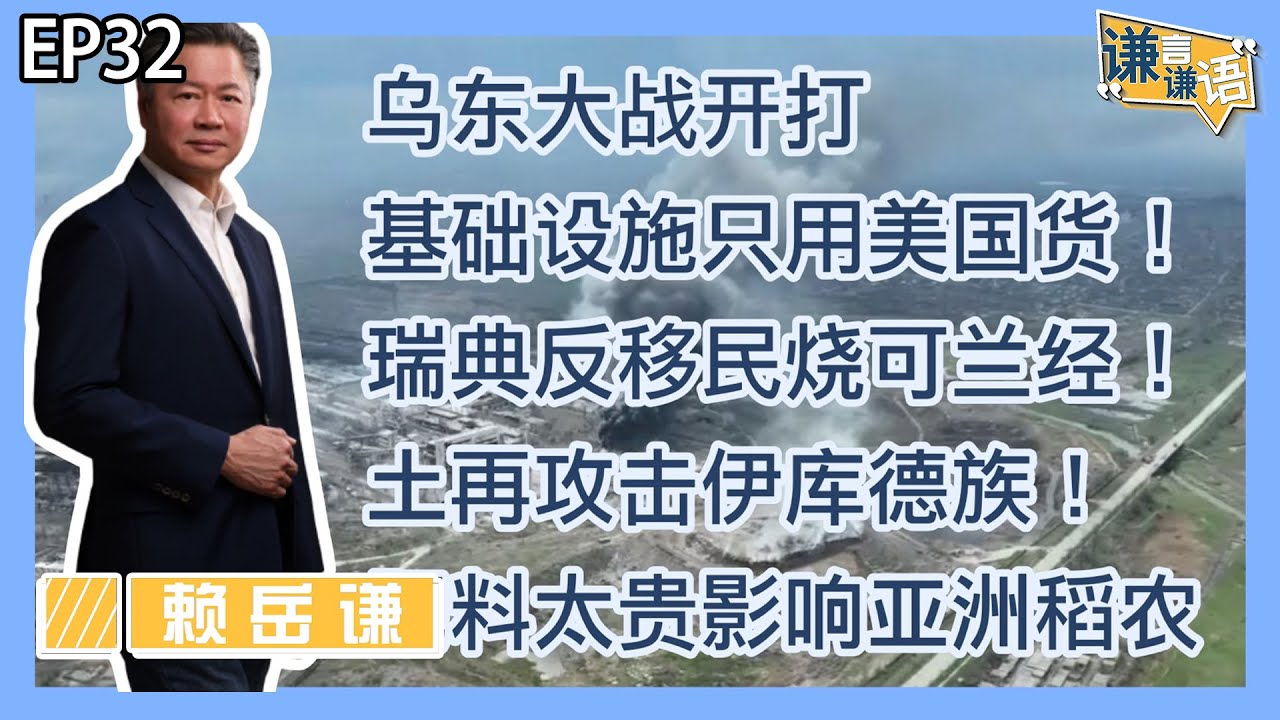 EP32
谦言谦语
乌东大战开打
基础设施只用美国货！
瑞典反移民烧可兰经！
土再攻击伊库德族！
料太贵影响亚洲稻农
赖岳谦